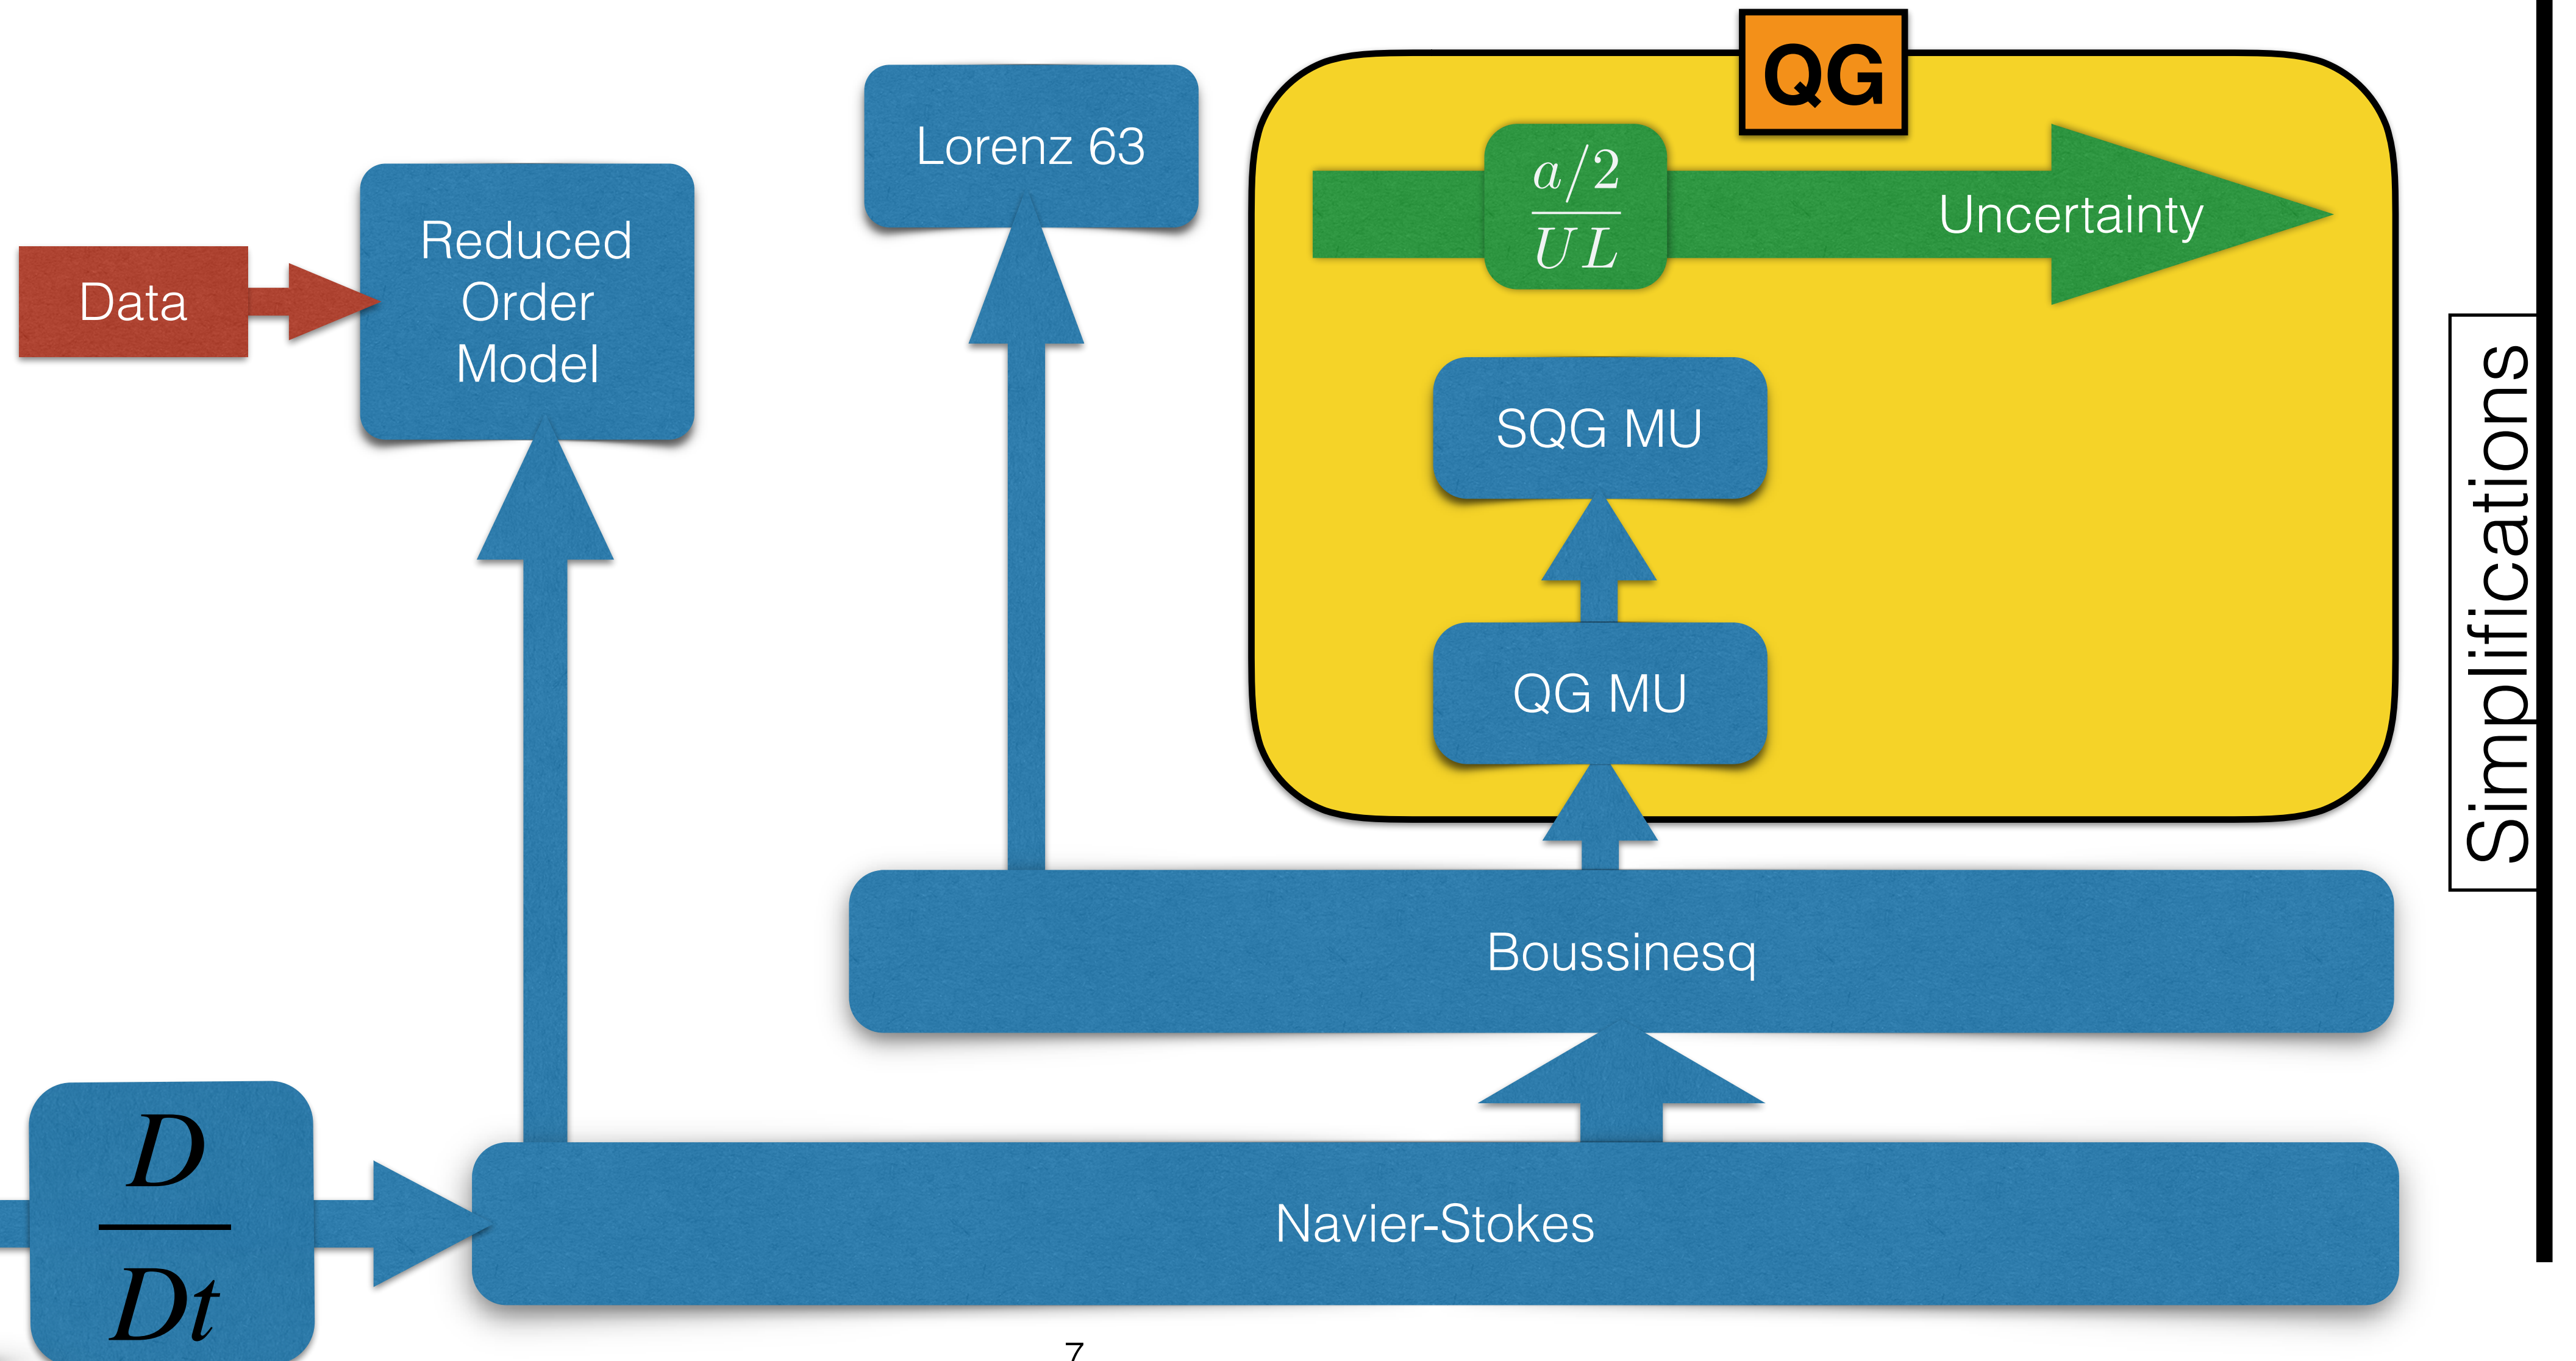 QG
Lorenz 63
a/2
UL
Uncertainty
Reduced
Order
Model
Data
SQG MU
QG MU
Simplifications
Boussinesq
D
Dt
Navier-Stokes
7